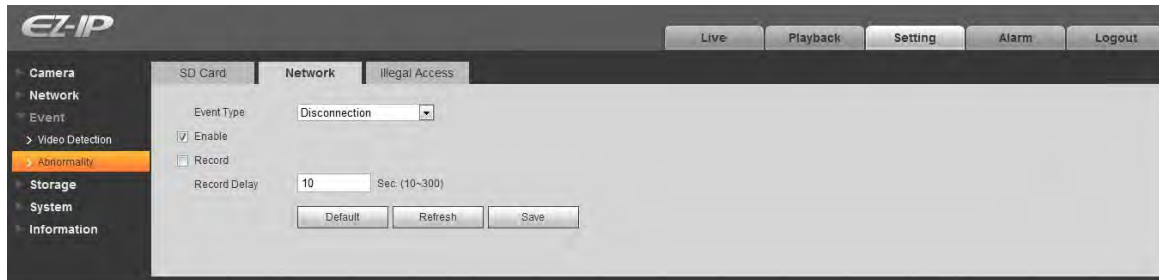 EZ-IP
Live Playback Setting Alarm Logout
Camera
Network
Event
Video Detection
Abnormality
Storage
System
Information
SD Card Network Illegal Access
Event Type Disconnection
Enable
Record
Record Delay 10 Sec. (10~300)
Default Refresh Save